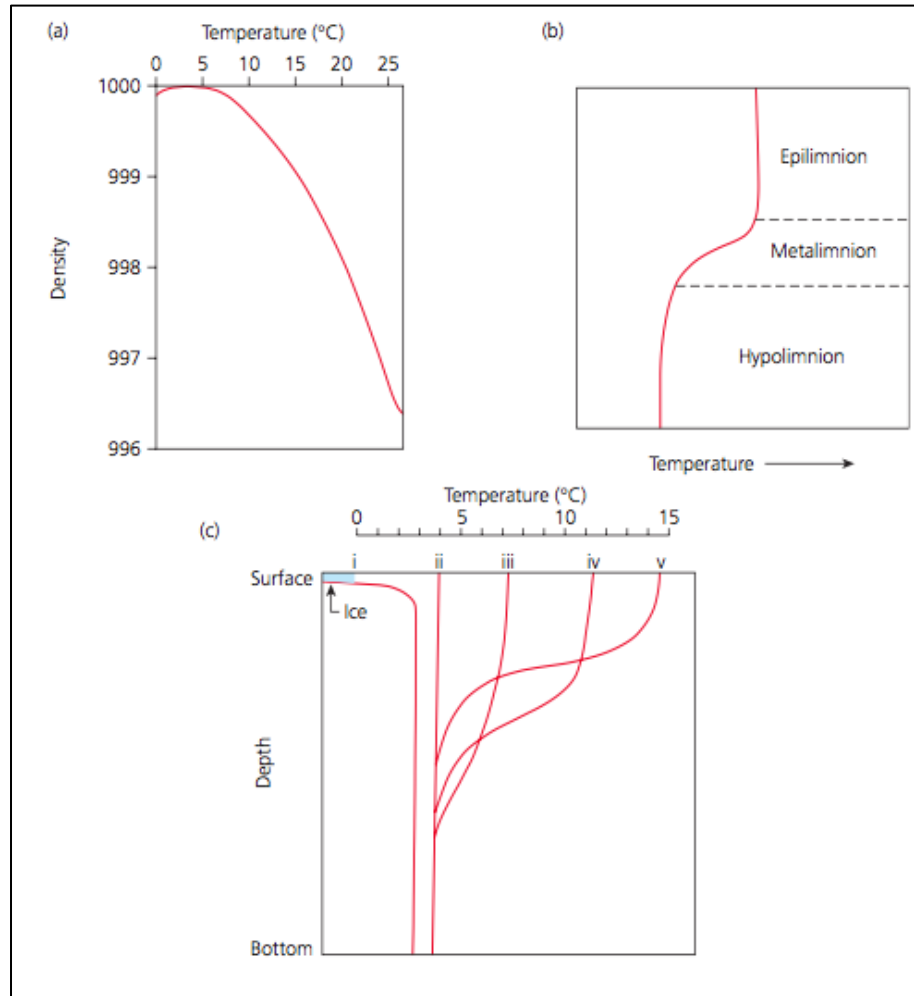 (a)
Temperature (°C)
0 5 10 15 20 25
1000
999
998
997
996
Density
(b)
Epilimnion
Metalimnion
Hypolimnion
Temperature
(c)
Temperature (°C)
0 5 10 15
i ii iii iv v
Surface
Ice
Depth
Bottom